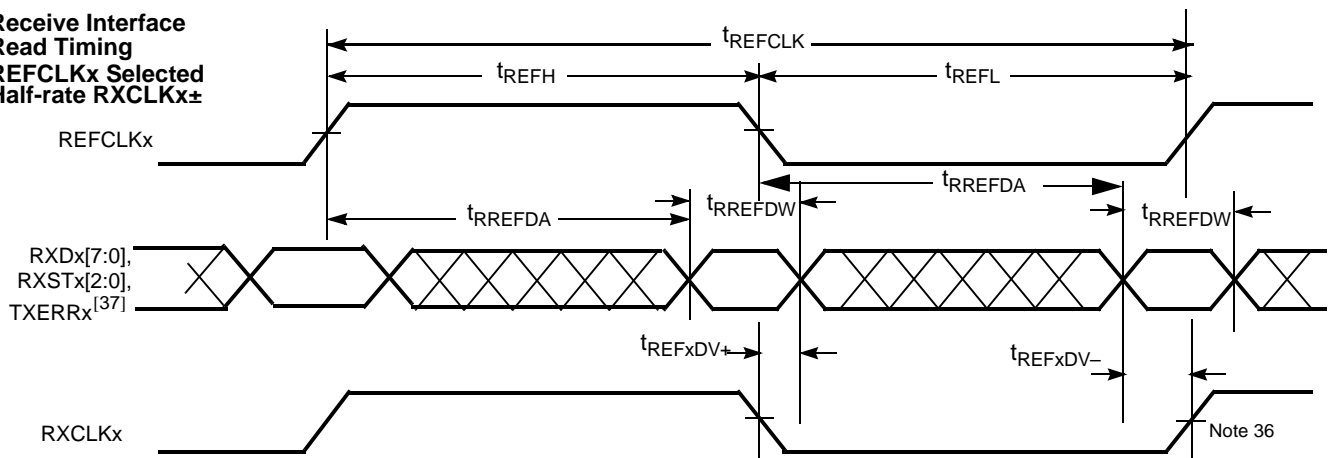 Receive Interface
Read Timing
REFCLKx Selected
Half-rate RXCLKx±
tREFCLK
tREFH
tREFL
REFCLKx
tRREFDA
tRREFDW
tRREFDA
tRREFDW
RXDx[7:0],
RXSTx[2:0],
TXERRx[37]
tREFxDV+
tREFxDV–
RXCLKx
Note 36